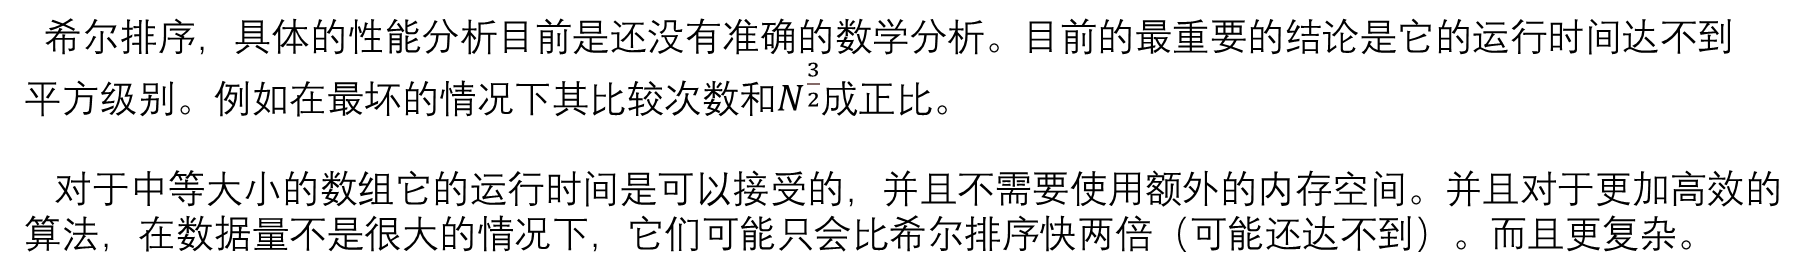 希尔排序，具体的性能分析目前是还没有准确的数学分析。目前的最重要的结论是它的运行时间达不到
平方级别。例如在最坏的情况下其比较次数和$N^{\frac{3}{2}}$成正比。
对于中等大小的数组它的运行时间是可以接受的，并且不需要使用额外的内存空间。并且对于更加高效的
算法，在数据量不是很大的情况下，它们可能只会比希尔排序快两倍（可能还达不到）。而且更复杂。